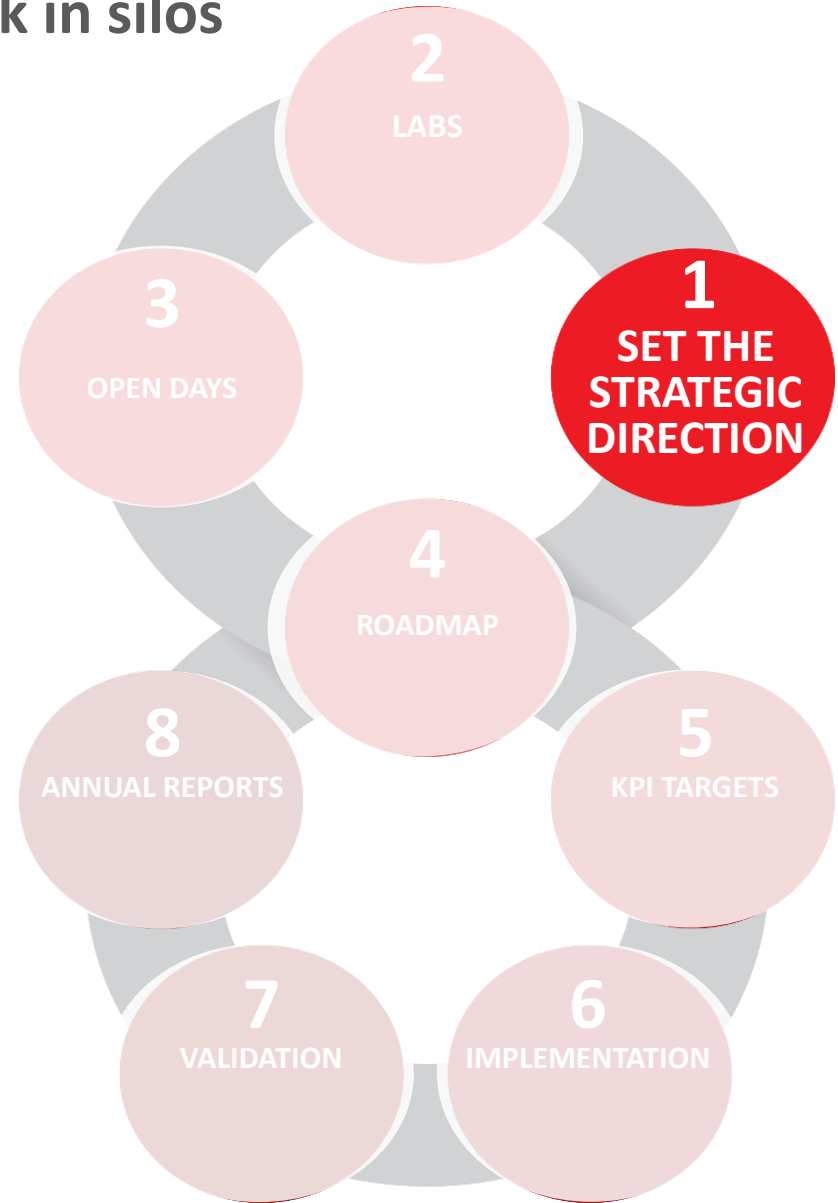 k in silos
2
LABS
1
SET THE
STRATEGIC
DIRECTION
3
OPEN DAYS
4
ROADMAP
8
ANNUAL REPORTS
5
KPI TARGETS
7
VALIDATION
6
IMPLEMENTATION